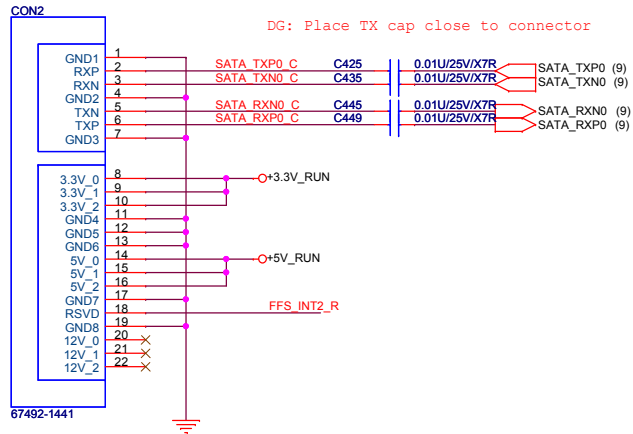 CON2
DG: Place TX cap close to connector
GND1 1
RXP 2 SATA_TXP0_C C425 0.01U/25V/X7R SATA_TXP0 (9)
RXN 3 SATA_TXN0_C C435 0.01U/25V/X7R SATA_TXN0 (9)
GND2 4
TXN 5 SATA_RXN0_C C445 0.01U/25V/X7R SATA_RXN0 (9)
TXP 6 SATA_RXP0_C C449 0.01U/25V/X7R SATA_RXP0 (9)
GND3 7
3.3V_0 8 +3.3V_RUN
3.3V_1 9
3.3V_2 10
GND4 11
GND5 12
GND6 13
5V_0 14 +5V_RUN
5V_1 15
5V_2 16
GND7 17
RSVD 18 FFS_INT2_R
GND8 19
12V_0 20
12V_1 21
12V_2 22
67492-1441